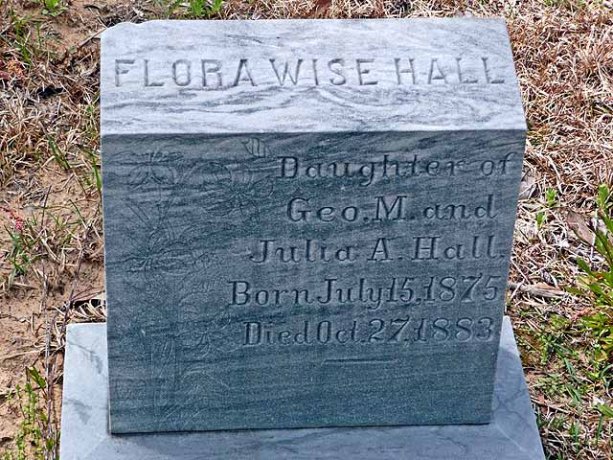 FLORA WISE HALL
Daughter of
Geo. M. and
Julia A. Hall.
Born July 15, 1875
Died Oct. 27, 1883